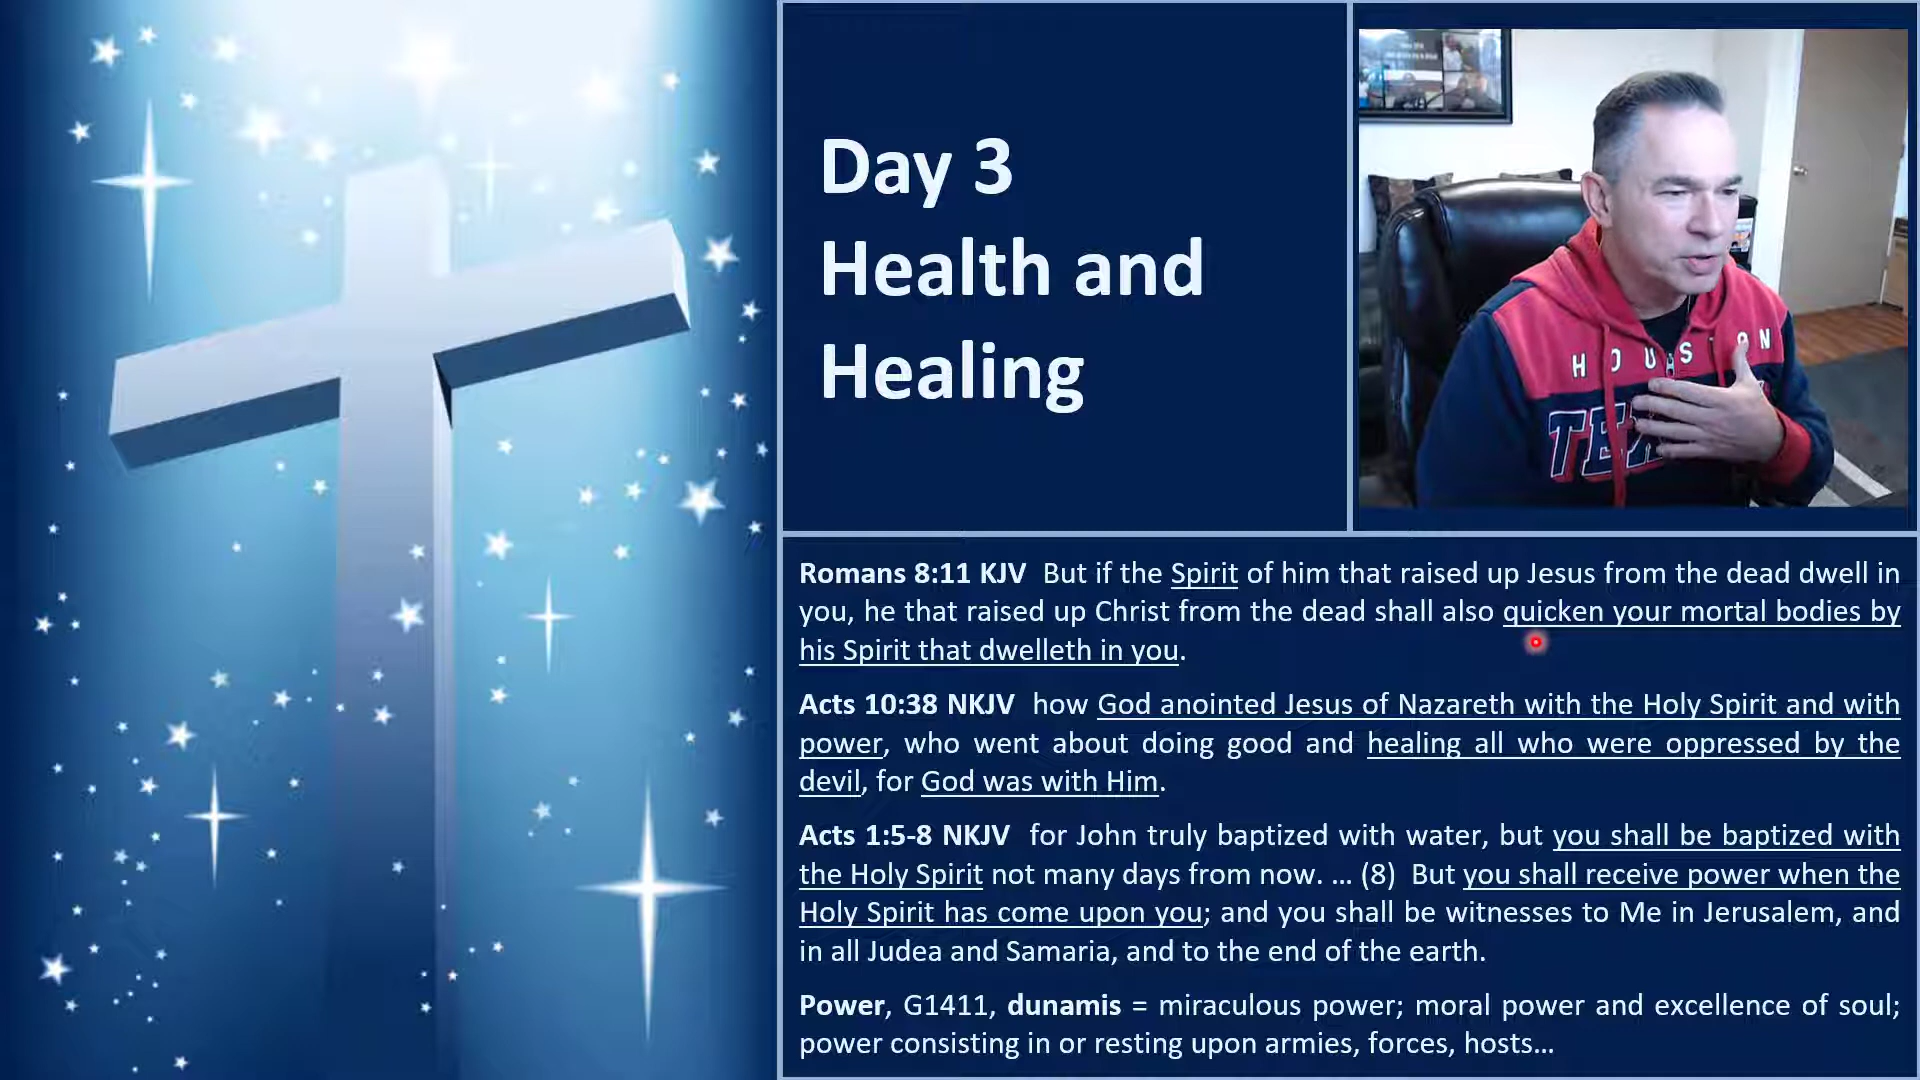 Day 3
Health and
Healing
HOUSTON
Romans 8:11 KJV But if the Spirit of him that raised up Jesus from the dead dwell in
you, he that raised up Christ from the dead shall also quicken your mortal bodies by
his Spirit that dwelleth in you.
Acts 10:38 NKJV how God anointed Jesus of Nazareth with the Holy Spirit and with
power, who went about doing good and healing all who were oppressed by the
devil, for God was with Him.
Acts 1:5-8 NKJV for John truly baptized with water, but you shall be baptized with
the Holy Spirit not many days from now. … (8) But you shall receive power when the
Holy Spirit has come upon you; and you shall be witnesses to Me in Jerusalem, and
in all Judea and Samaria, and to the end of the earth.
Power, G1411, dunamis = miraculous power; moral power and excellence of soul;
power consisting in or resting upon armies, forces, hosts…